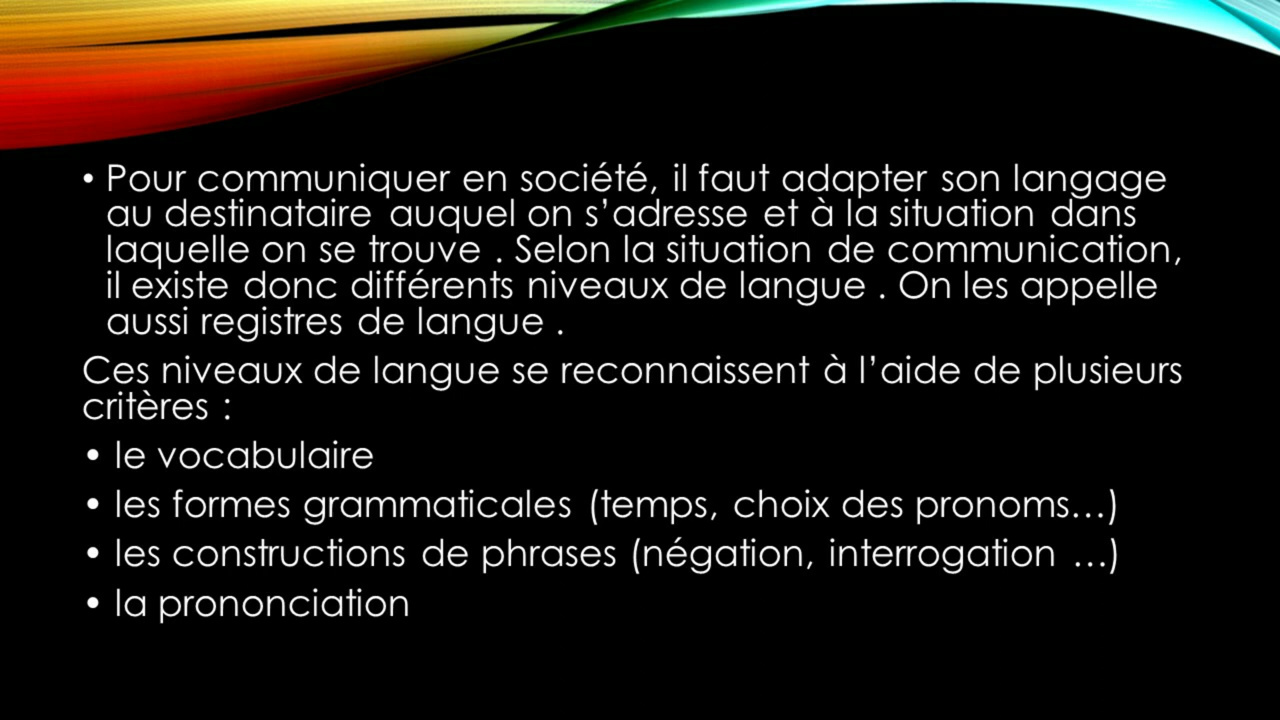 • Pour communiquer en société, il faut adapter son langage
au destinataire auquel on s’adresse et à la situation dans
laquelle on se trouve . Selon la situation de communication,
il existe donc différents niveaux de langue . On les appelle
aussi registres de langue .
Ces niveaux de langue se reconnaissent à l’aide de plusieurs
critères :
• le vocabulaire
• les formes grammaticales (temps, choix des pronoms…)
• les constructions de phrases (négation, interrogation …)
• la prononciation